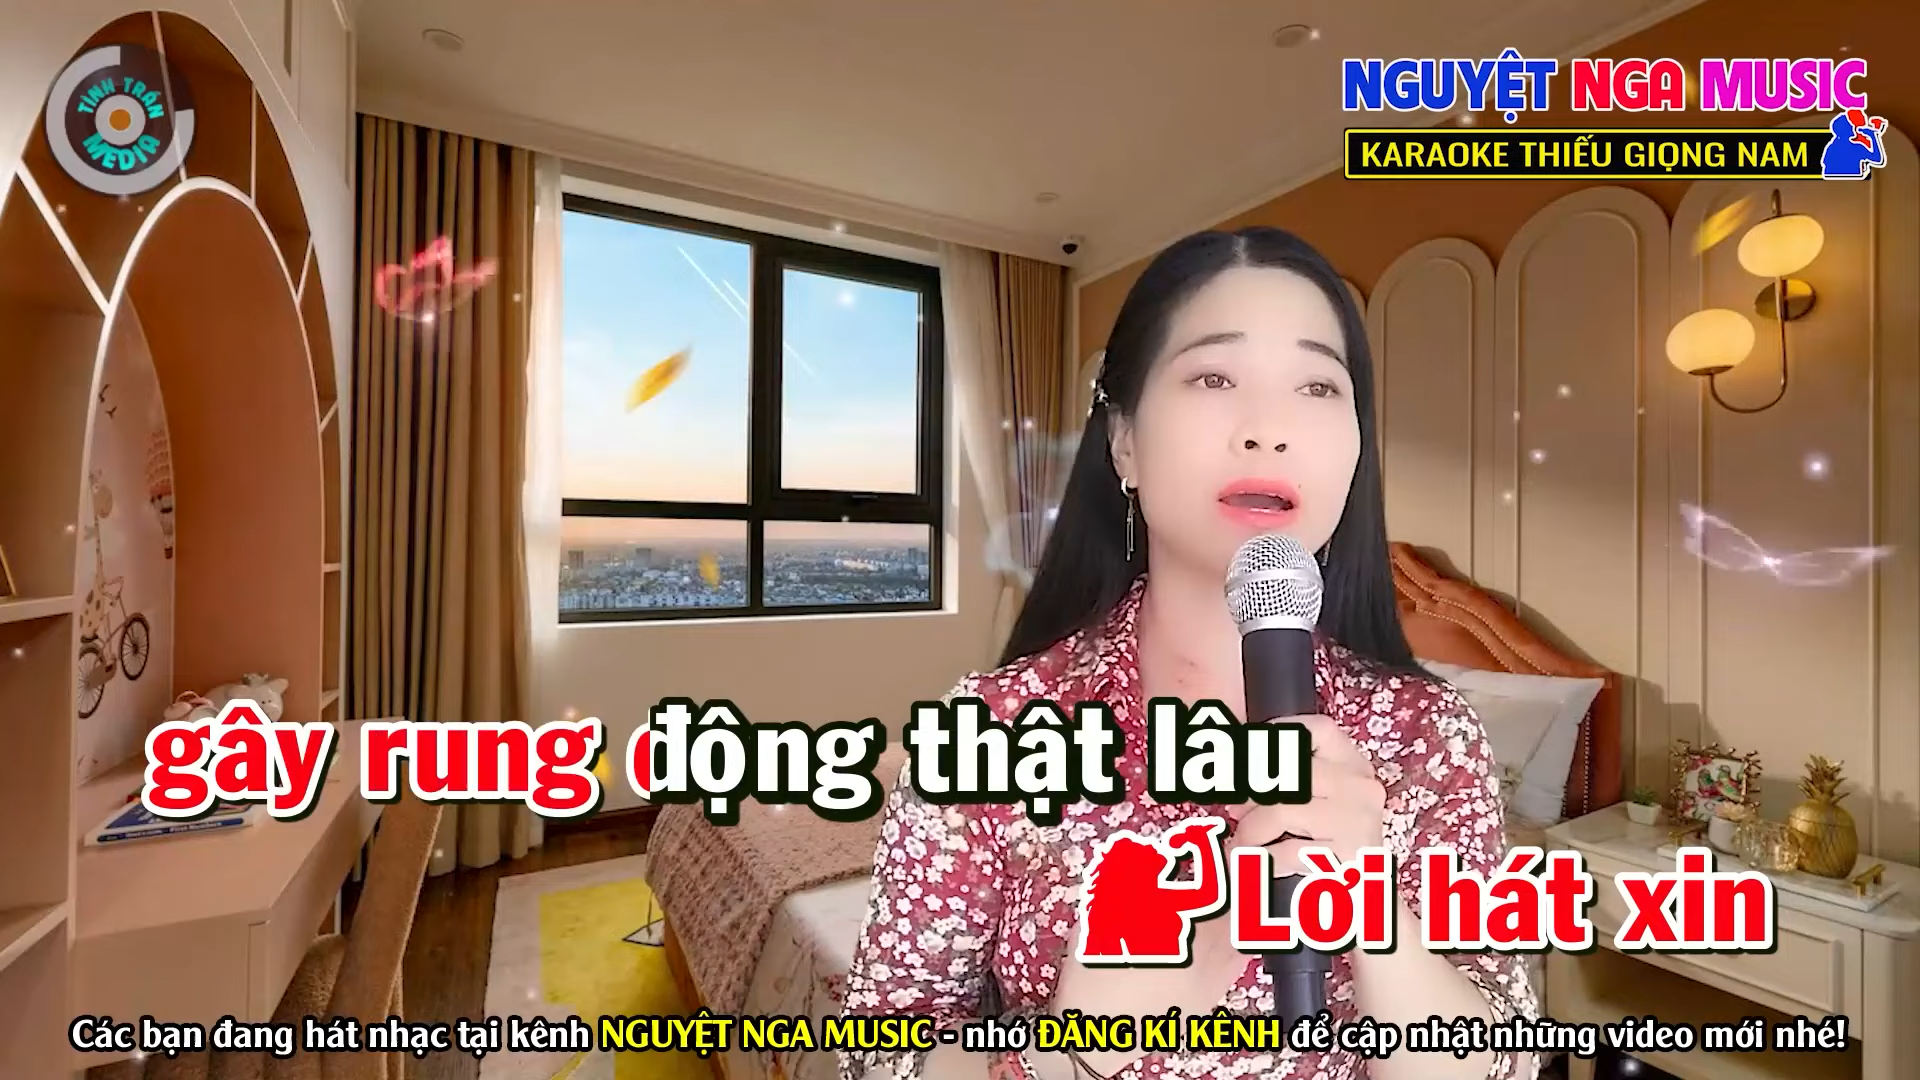 TÌNH TRẦN
MEDIA
NGUYỆT NGA MUSIC
KARAOKE THIẾU GIỌNG NAM
gây rung động thật lâu
Lời hát xin
Các bạn đang hát nhạc tại kênh NGUYỆT NGA MUSIC - nhớ ĐĂNG KÍ KÊNH để cập nhật những video mới nhé!